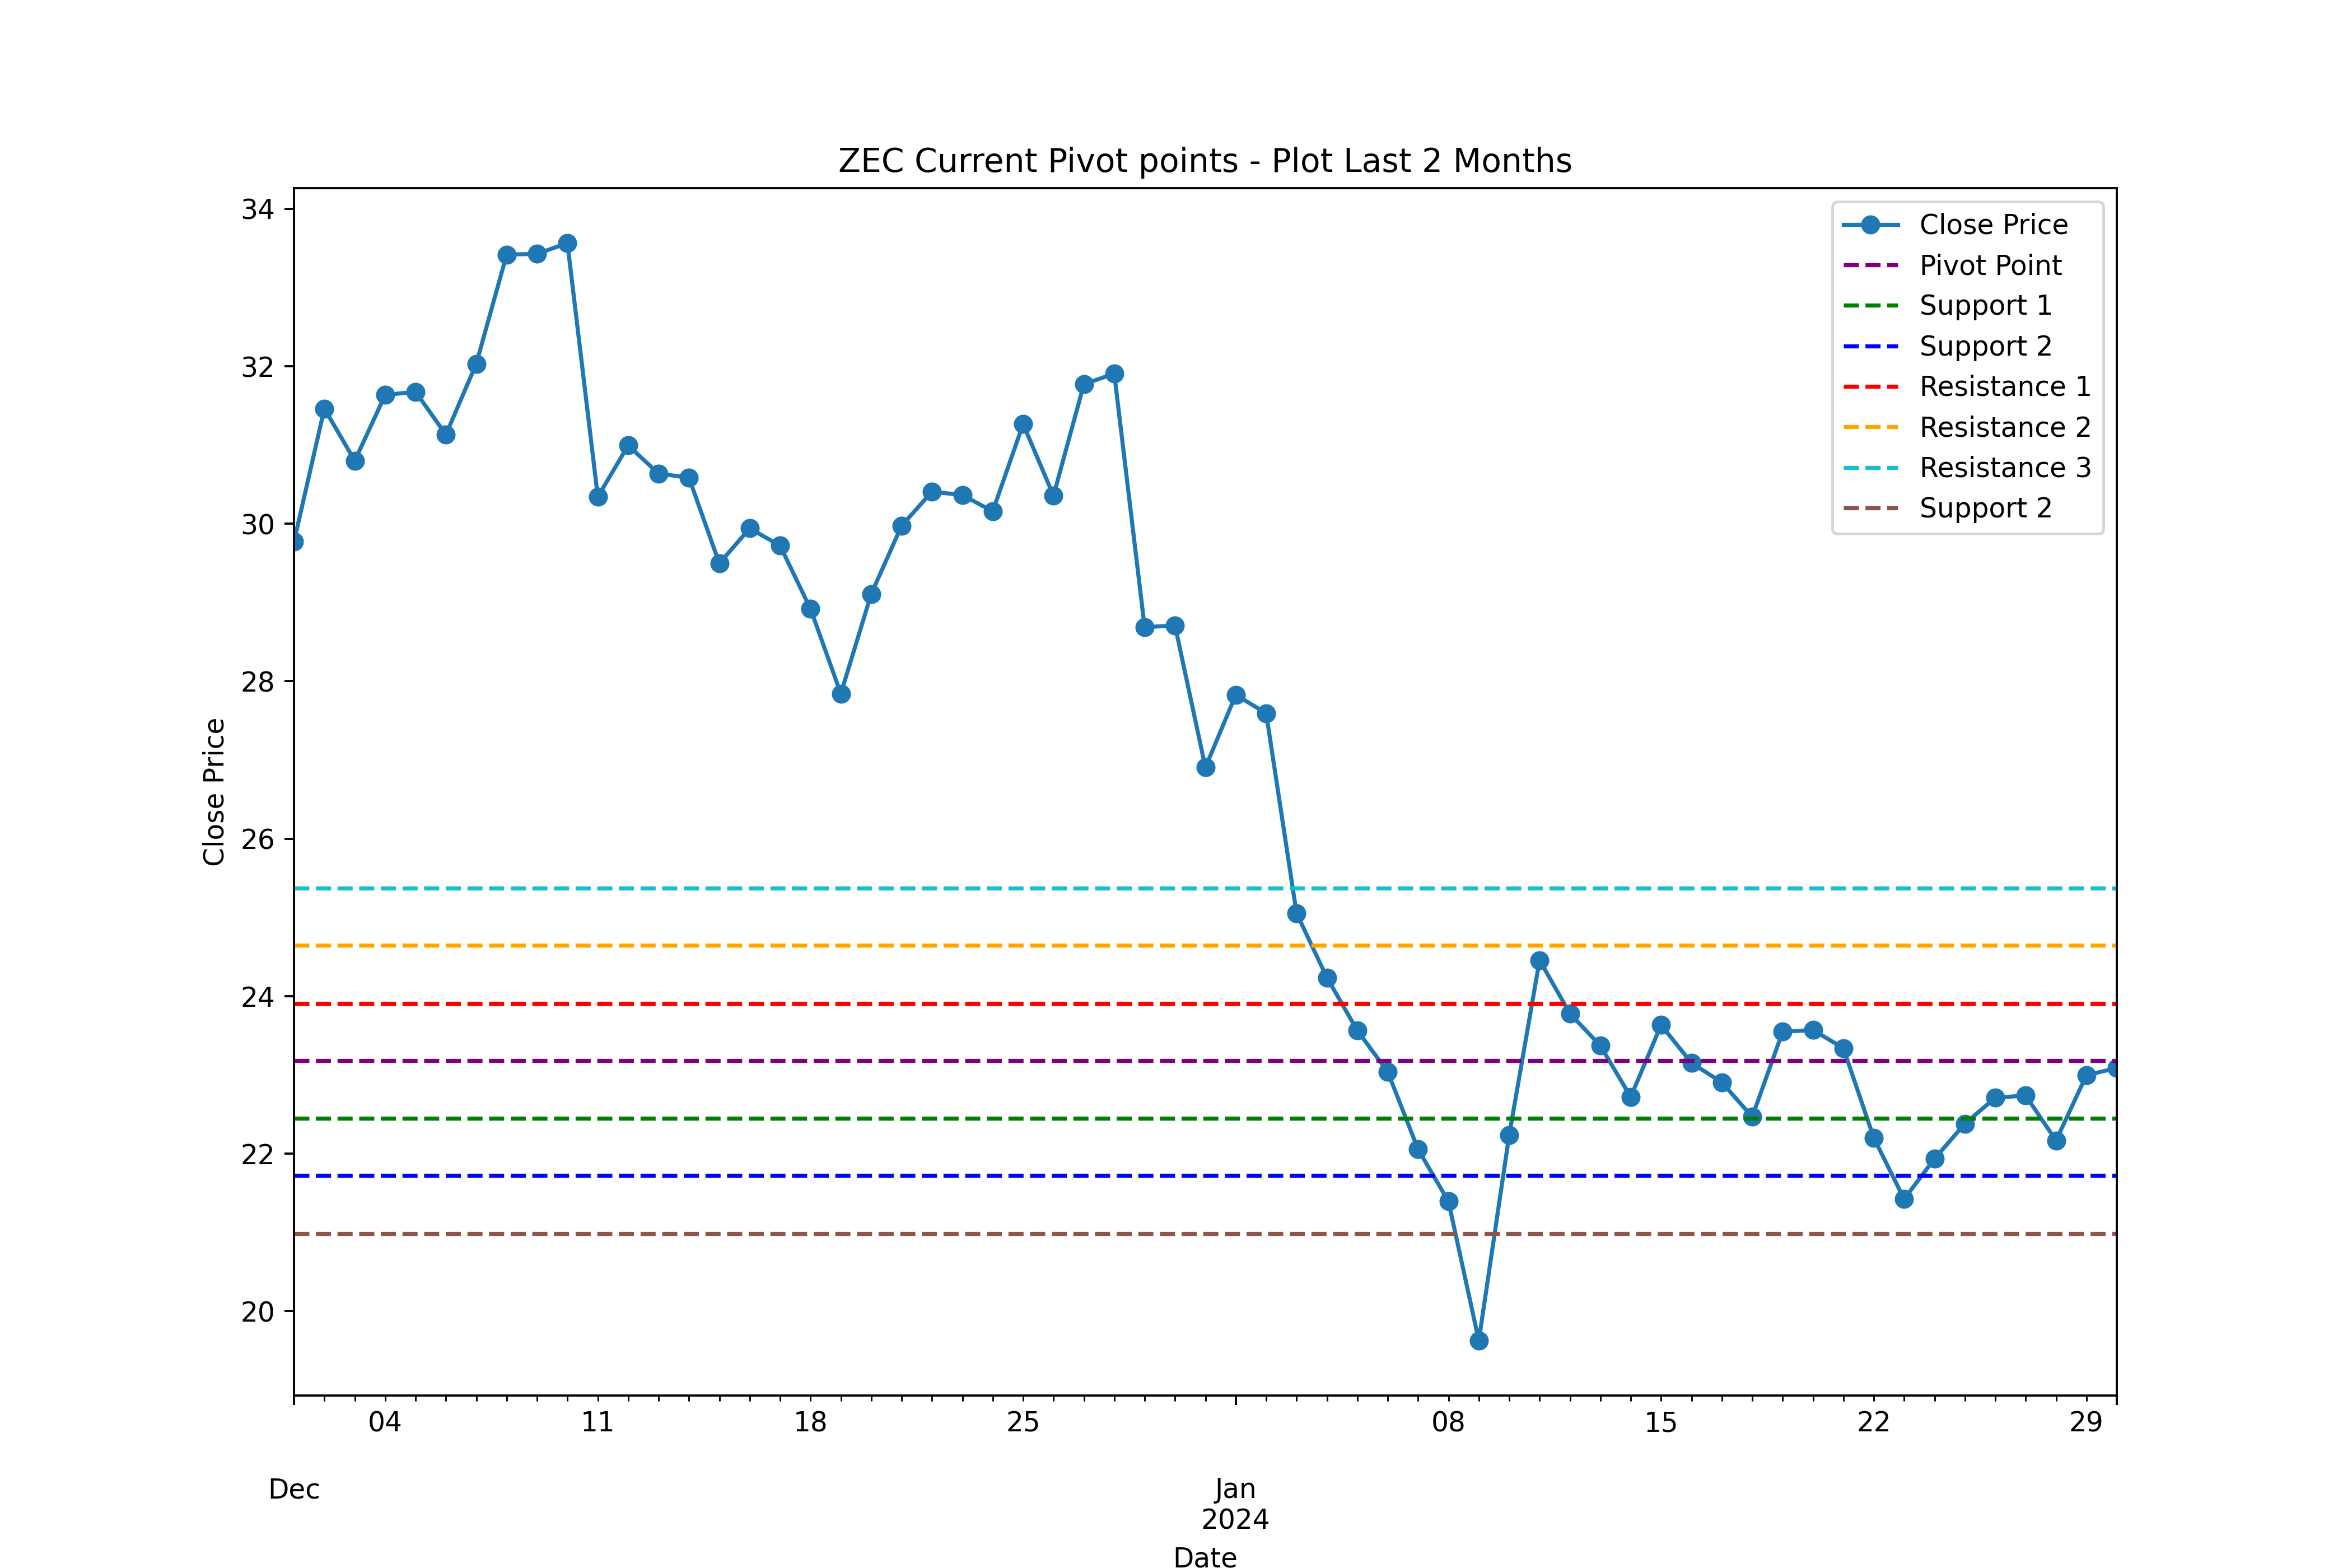 ZEC Current Pivot points - Plot Last 2 Months
Close Price
34
32
30
28
26
24
22
20
Close Price
Pivot Point
Support 1
Support 2
Resistance 1
Resistance 2
Resistance 3
Support 2
04
11
18
25
08
15
22
29
Dec
Jan
2024
Date